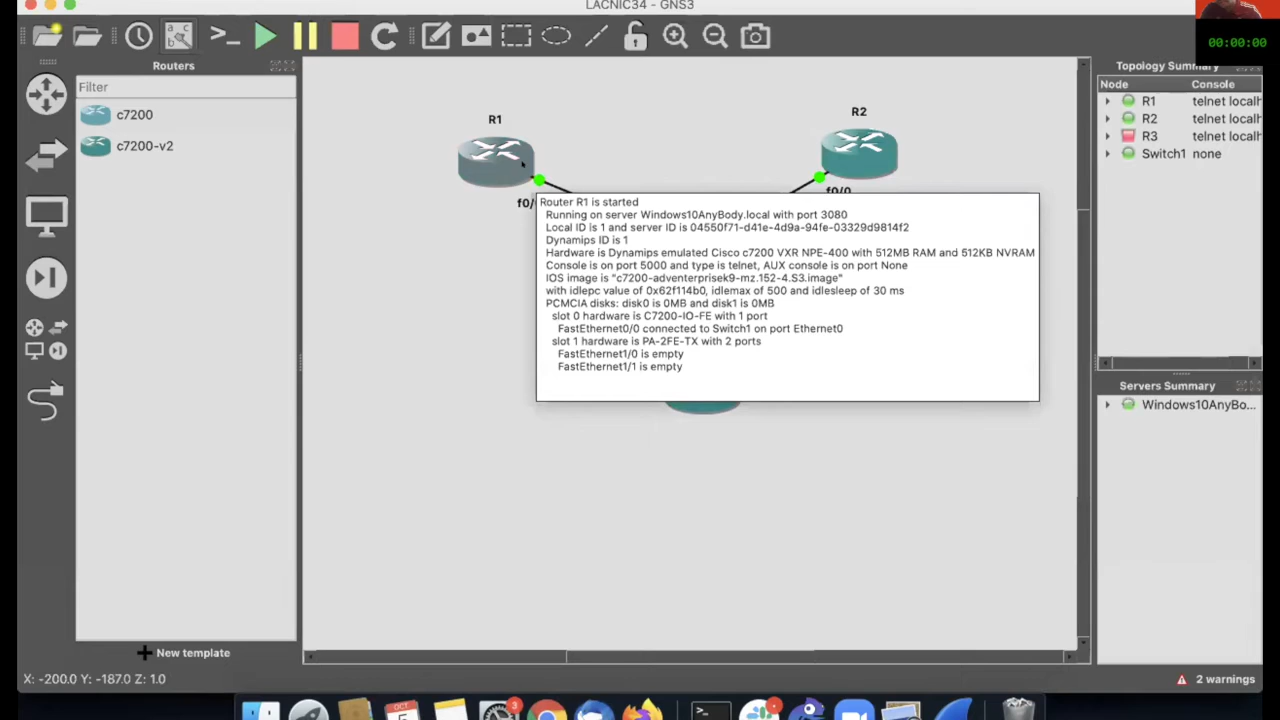 LACNIC34 - GNS3
00:00:00
Routers
Filter
c7200
c7200-v2
New template
R1
R2
f0/0
Router R1 is started
Running on server Windows10AnyBody.local with port 3080
Local ID is 1 and server ID is 04550f71-d41e-4d9a-94fe-03329d9814f2
Dynamips ID is 1
Hardware is Dynamips emulated Cisco c7200 VXR NPE-400 with 512MB RAM and 512KB NVRAM
Console is on port 5000 and type is telnet, AUX console is on port None
IOS image is "c7200-adventerprisek9-mz.152-4.S3.image"
with idlepc value of 0x62f114b0, idlemax of 500 and idlesleep of 30 ms
PCMCIA disks: disk0 is 0MB and disk1 is 0MB
slot 0 hardware is C7200-IO-FE with 1 port
FastEthernet0/0 connected to Switch1 on port Ethernet0
slot 1 hardware is PA-2FE-TX with 2 ports
FastEthernet1/0 is empty
FastEthernet1/1 is empty
Topology Summary
Node Console
R1 telnet localh
R2 telnet localh
R3 telnet localh
Switch1 none
Servers Summary
Windows10AnyBo...
X: -200.0 Y: -187.0 Z: 1.0
2 warnings
OCT
5
3